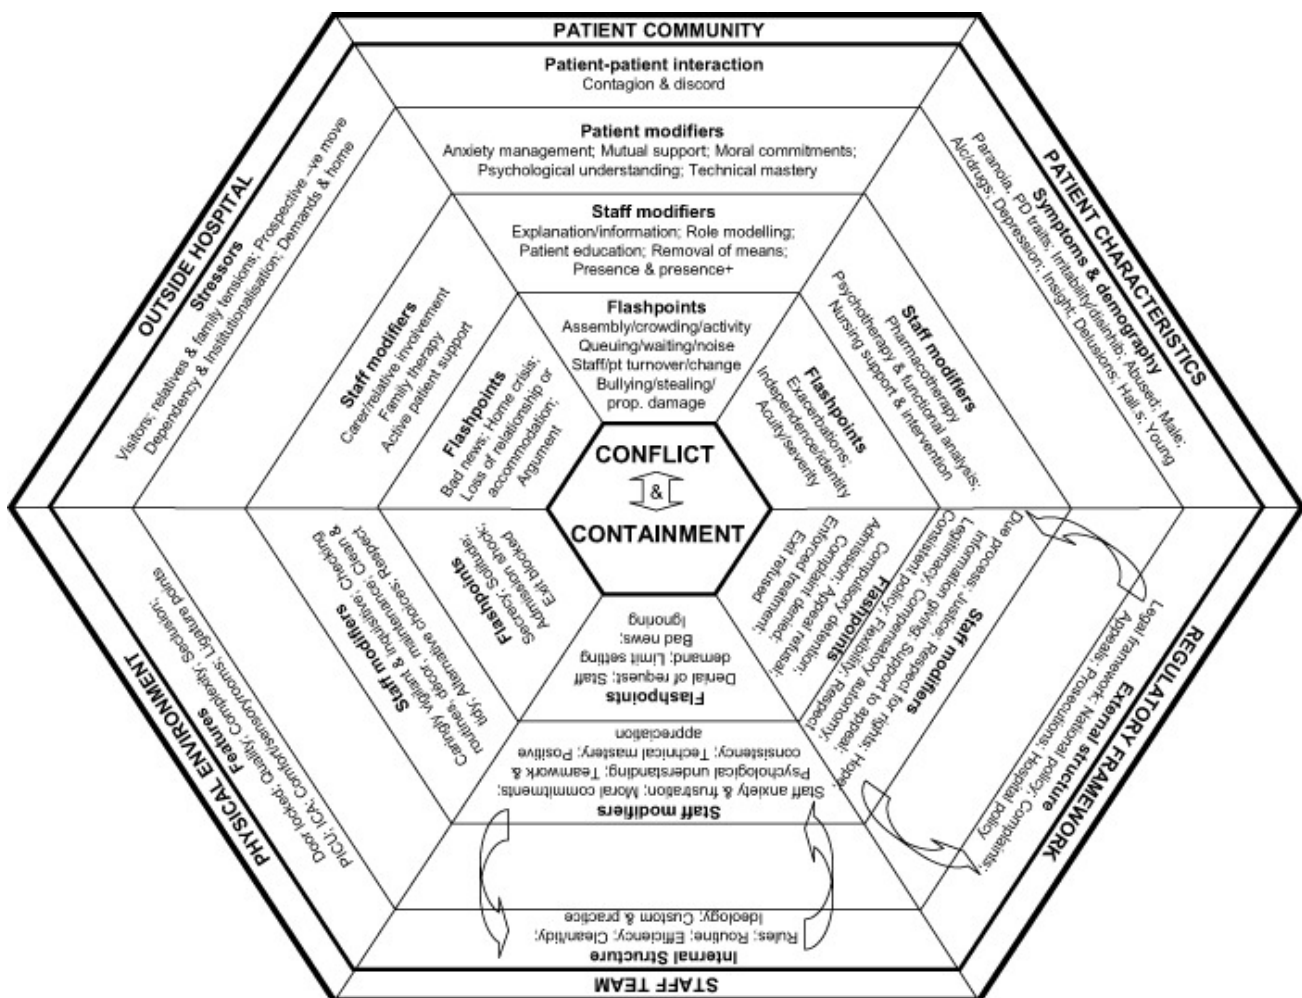 PATIENT COMMUNITY
Patient-patient interaction
Contagion & discord
Patient modifiers
Anxiety management; Mutual support; Moral commitments;
Psychological understanding; Technical mastery
Staff modifiers
Explanation/information; Role modelling;
Patient education; Removal of means;
Presence & presence+
Flashpoints
Assembly/crowding/activity
Queuing/waiting/noise
Staff/pt turnover/change
Bullying/stealing/
prop. damage
PATIENT CHARACTERISTICS
Symptoms & demography
Paranoia, PD traits; Irritability/disinhib; Abused; Male;
Alc/drugs; Depression; Insight; Delusions; Hall.s; Young
Staff modifiers
Pharmacotherapy
Psychotherapy & functional analysis;
Nursing support & intervention
Flashpoints
Exacerbations;
Independence/identity
Acuity/severity
REGULATORY FRAMEWORK
External structure
Legal framework; National policy; Complaints;
Appeals; Prosecutions; Hospital policy
Staff modifiers
Due process; Justice; Respect for rights; Hope;
Information giving; Support to appeal;
Legitimacy; Compensatory autonomy;
Consistent policy; Flexibility; Respect
Flashpoints
Compulsory detention;
Admission; Appeal refusal;
Complaint denied;
Enforced treatment;
Exit refused
STAFF TEAM
Internal Structure
Rules; Routine; Efficiency; Clean/tidy;
Ideology; Custom & practice
Staff modifiers
Staff anxiety & frustration; Moral commitments;
Psychological understanding; Teamwork &
consistency; Technical mastery; Positive
appreciation
Flashpoints
Denial of request; Staff
demand; Limit setting
Bad news;
Ignoring
PHYSICAL ENVIRONMENT
Features
Door locked; Quality; Complexity, Seclusion;
PICU; ICA; Comfort/sensory rooms; Ligature points
Staff modifiers
Caringly vigilant & inquisitive; Checking
routines, décor, maintenance; Clean &
tidy; Alternative choices; Respect
Flashpoints
Secrecy; Solitude;
Admission shock;
Exit blocked
OUTSIDE HOSPITAL
Stressors
Visitors; relatives & family tensions; Prospective –ve move
Dependency & Institutionalisation; Demands & home
Staff modifiers
Carer/relative involvement
Family therapy
Active patient support
Flashpoints
Bad news; Home crisis;
Loss of relationship or
accommodation;
Argument
CONFLICT
&
CONTAINMENT